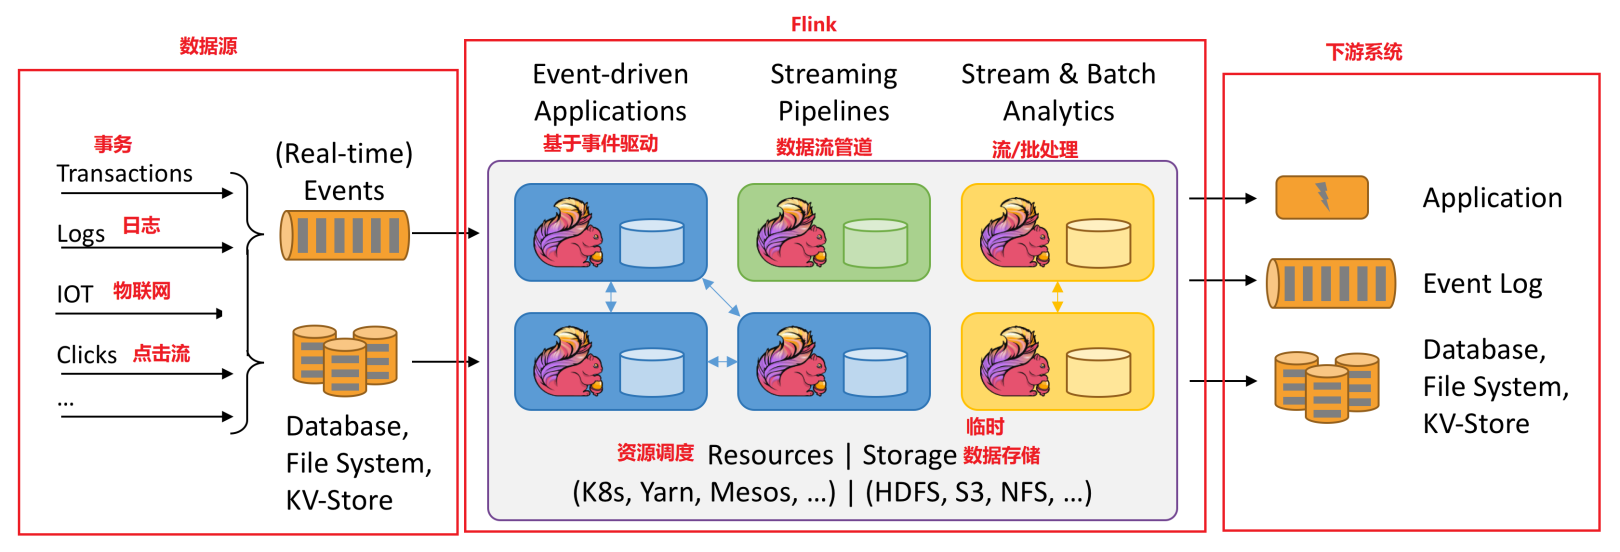 数据源
事务
Transactions
Logs 日志
IOT 物联网
Clicks 点击流
...
(Real-time)
Events
Database,
File System,
KV-Store
Flink
Event-driven
Applications
基于事件驱动
Streaming
Pipelines
数据流管道
Stream & Batch
Analytics
流/批处理
临时
资源调度 Resources | Storage 数据存储
(K8s, Yarn, Mesos, ...) | (HDFS, S3, NFS, ...)
下游系统
Application
Event Log
Database,
File System,
KV-Store